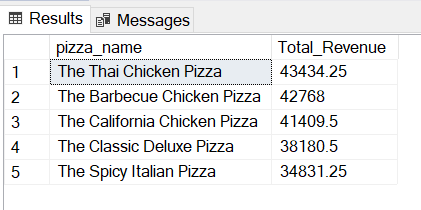 Results Messages
pizza_name Total_Revenue
1 The Thai Chicken Pizza 43434.25
2 The Barbecue Chicken Pizza 42768
3 The California Chicken Pizza 41409.5
4 The Classic Deluxe Pizza 38180.5
5 The Spicy Italian Pizza 34831.25